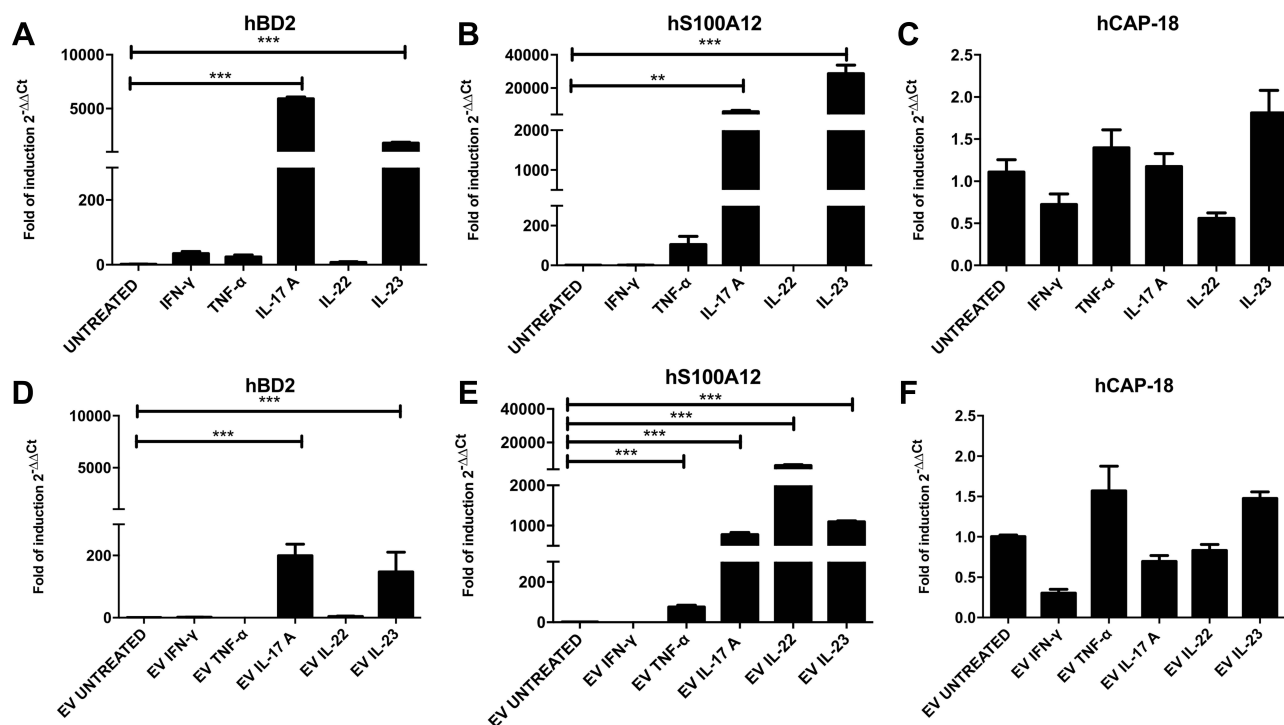 A
hBD2
Fold of induction 2^-ΔΔCt
10000
5000
200
0
***
***
UNTREATED
IFN-γ
TNF-α
IL-17 A
IL-22
IL-23
B
hS100A12
Fold of induction 2^-ΔΔCt
40000
20000
2000
1000
200
0
***
**
UNTREATED
IFN-γ
TNF-α
IL-17 A
IL-22
IL-23
C
hCAP-18
Fold of induction 2^-ΔΔCt
2.5
2.0
1.5
1.0
0.5
0.0
UNTREATED
IFN-γ
TNF-α
IL-17 A
IL-22
IL-23
D
hBD2
Fold of induction 2^-ΔΔCt
10000
5000
200
0
***
***
EV UNTREATED
EV IFN-γ
EV TNF-α
EV IL-17 A
EV IL-22
EV IL-23
E
hS100A12
Fold of induction 2^-ΔΔCt
40000
20000
2000
1000
200
0
***
***
***
***
EV UNTREATED
EV IFN-γ
EV TNF-α
EV IL-17 A
EV IL-22
EV IL-23
F
hCAP-18
Fold of induction 2^-ΔΔCt
2.5
2.0
1.5
1.0
0.5
0.0
EV UNTREATED
EV IFN-γ
EV TNF-α
EV IL-17 A
EV IL-22
EV IL-23